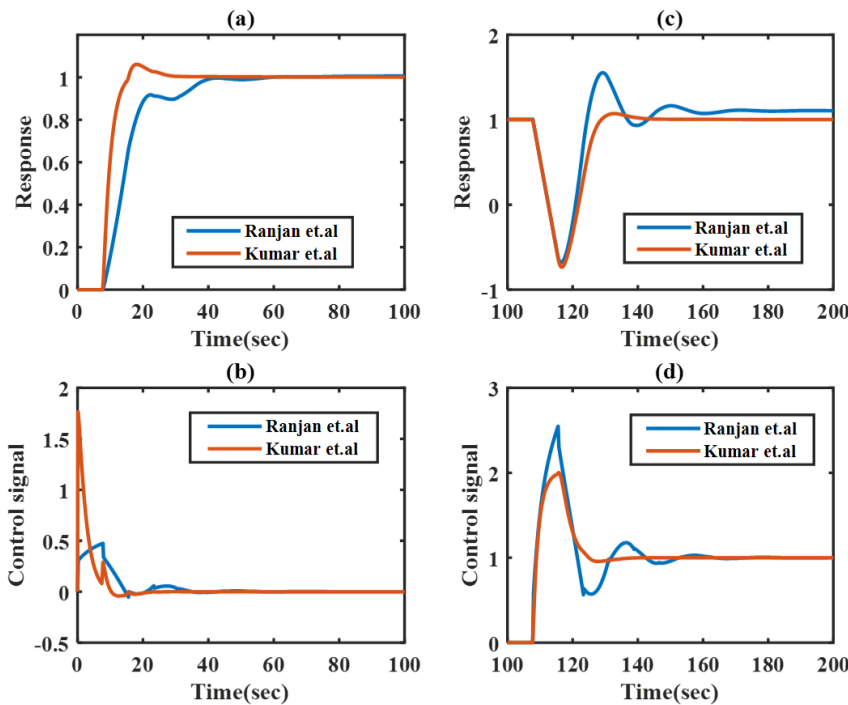 (a)
Response
1
0.8
0.6
0.4
0.2
0
Ranjan et.al
Kumar et.al
0 20 40 60 80 100
Time(sec)
(c)
Response
2
1
0
-1
Ranjan et.al
Kumar et.al
100 120 140 160 180 200
Time(sec)
(b)
Control signal
2
1.5
1
0.5
0
-0.5
Ranjan et.al
Kumar et.al
0 20 40 60 80 100
Time(sec)
(d)
Control signal
3
2
1
0
Ranjan et.al
Kumar et.al
100 120 140 160 180 200
Time(sec)